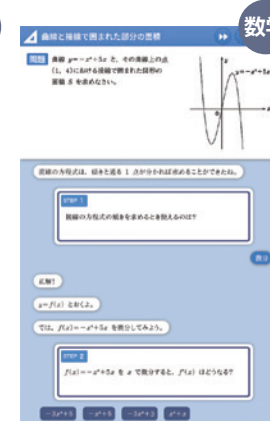 数学
曲線と接線で囲まれた部分の面積
問題 曲線 y=-x³+5x と、その曲線上の点
(1, 4)における接線で囲まれた図形の
面積 S を求めなさい。
y=-x³+5x
接線の方程式は、傾きと通る 1 点が分かれば求めることができたね。
STEP 1
接線の方程式の傾きを求めるとき使えるのは?
微分
正解!
y=f(x) とおくよ。
では、f(x)=-x³+5x を微分してみよう。
STEP 2
f(x)=-x³+5x を x で微分すると、f'(x) はどうなる?
-3x²+5